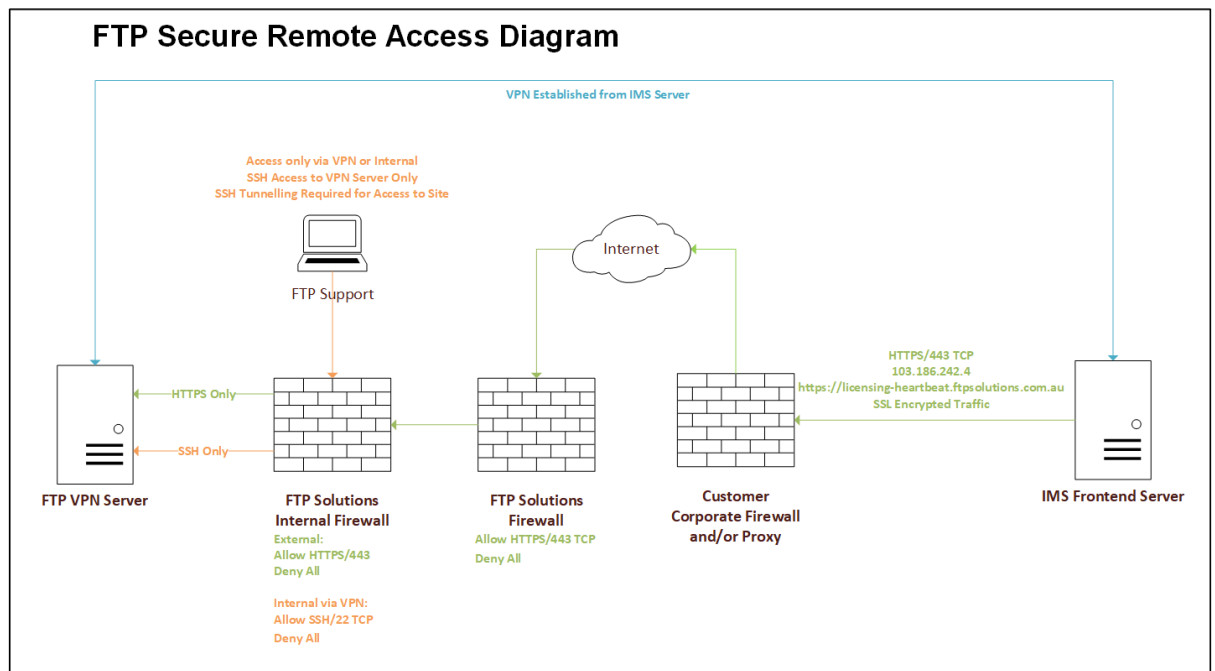 FTP Secure Remote Access Diagram
VPN Established from IMS Server
Access only via VPN or Internal
SSH Access to VPN Server Only
SSH Tunnelling Required for Access to Site
Internet
FTP Support
HTTPS/443 TCP
103.186.242.4
https://licensing-heartbeat.ftpsolutions.com.au
SSL Encrypted Traffic
HTTPS Only
SSH Only
FTP VPN Server
FTP Solutions
Internal Firewall
External:
Allow HTTPS/443
Deny All
Internal via VPN:
Allow SSH/22 TCP
Deny All
FTP Solutions
Firewall
Allow HTTPS/443 TCP
Deny All
Customer
Corporate Firewall
and/or Proxy
IMS Frontend Server